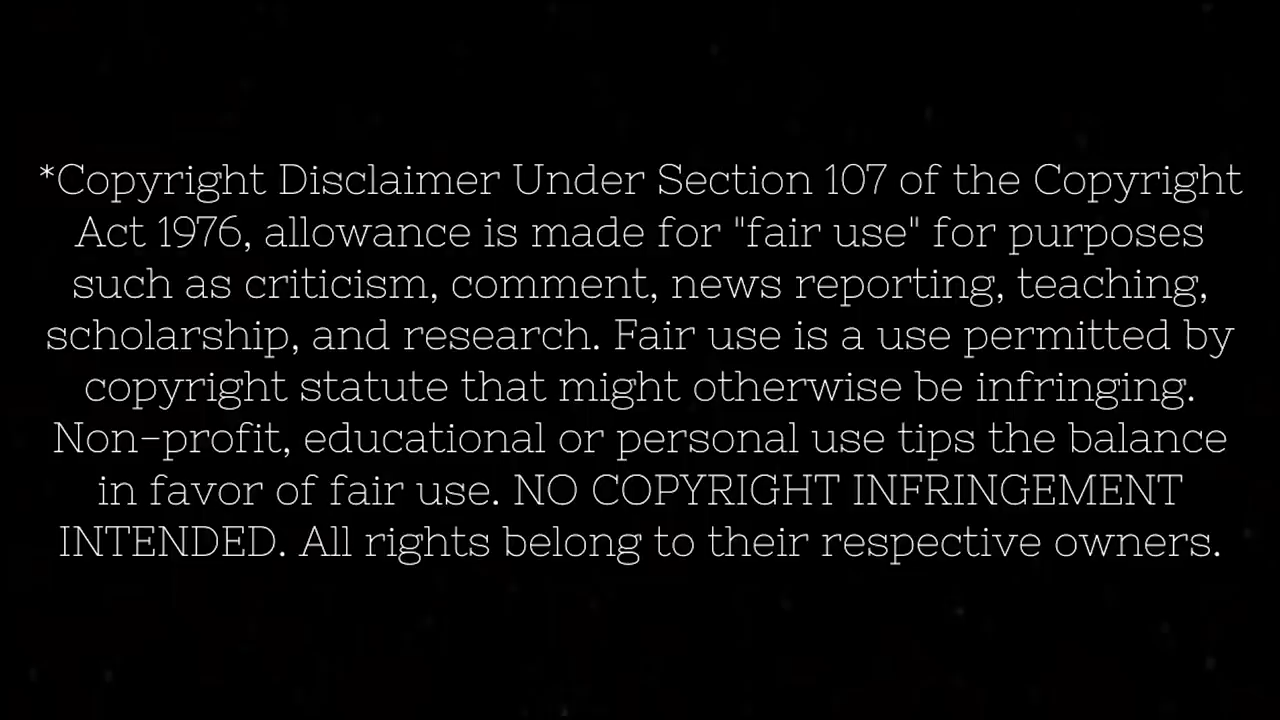 *Copyright Disclaimer Under Section 107 of the Copyright
Act 1976, allowance is made for "fair use" for purposes
such as criticism, comment, news reporting, teaching,
scholarship, and research. Fair use is a use permitted by
copyright statute that might otherwise be infringing.
Non-profit, educational or personal use tips the balance
in favor of fair use. NO COPYRIGHT INFRINGEMENT
INTENDED. All rights belong to their respective owners.